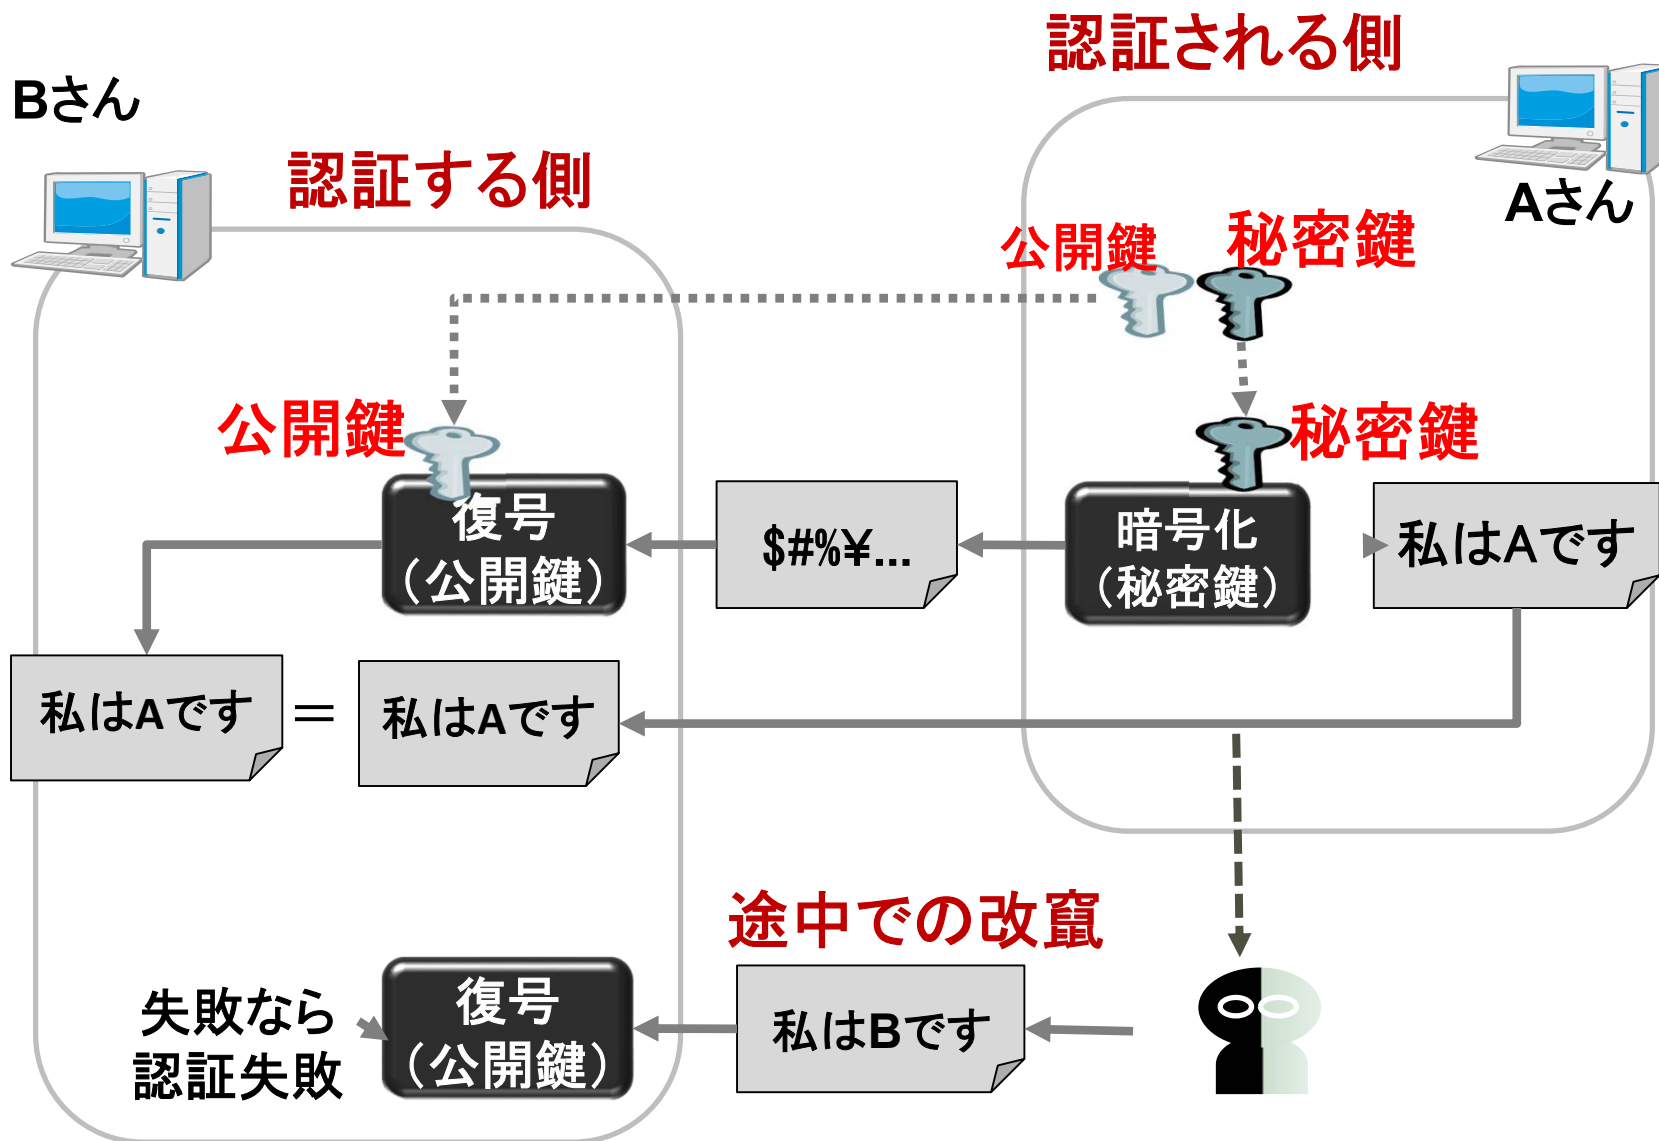 認証される側
Bさん
認証する側
Aさん
公開鍵
秘密鍵
公開鍵
秘密鍵
復号
（公開鍵）
$#%¥...
暗号化
（秘密鍵）
私はAです
私はAです
＝
私はAです
途中での改竄
失敗なら
認証失敗
復号
（公開鍵）
私はBです